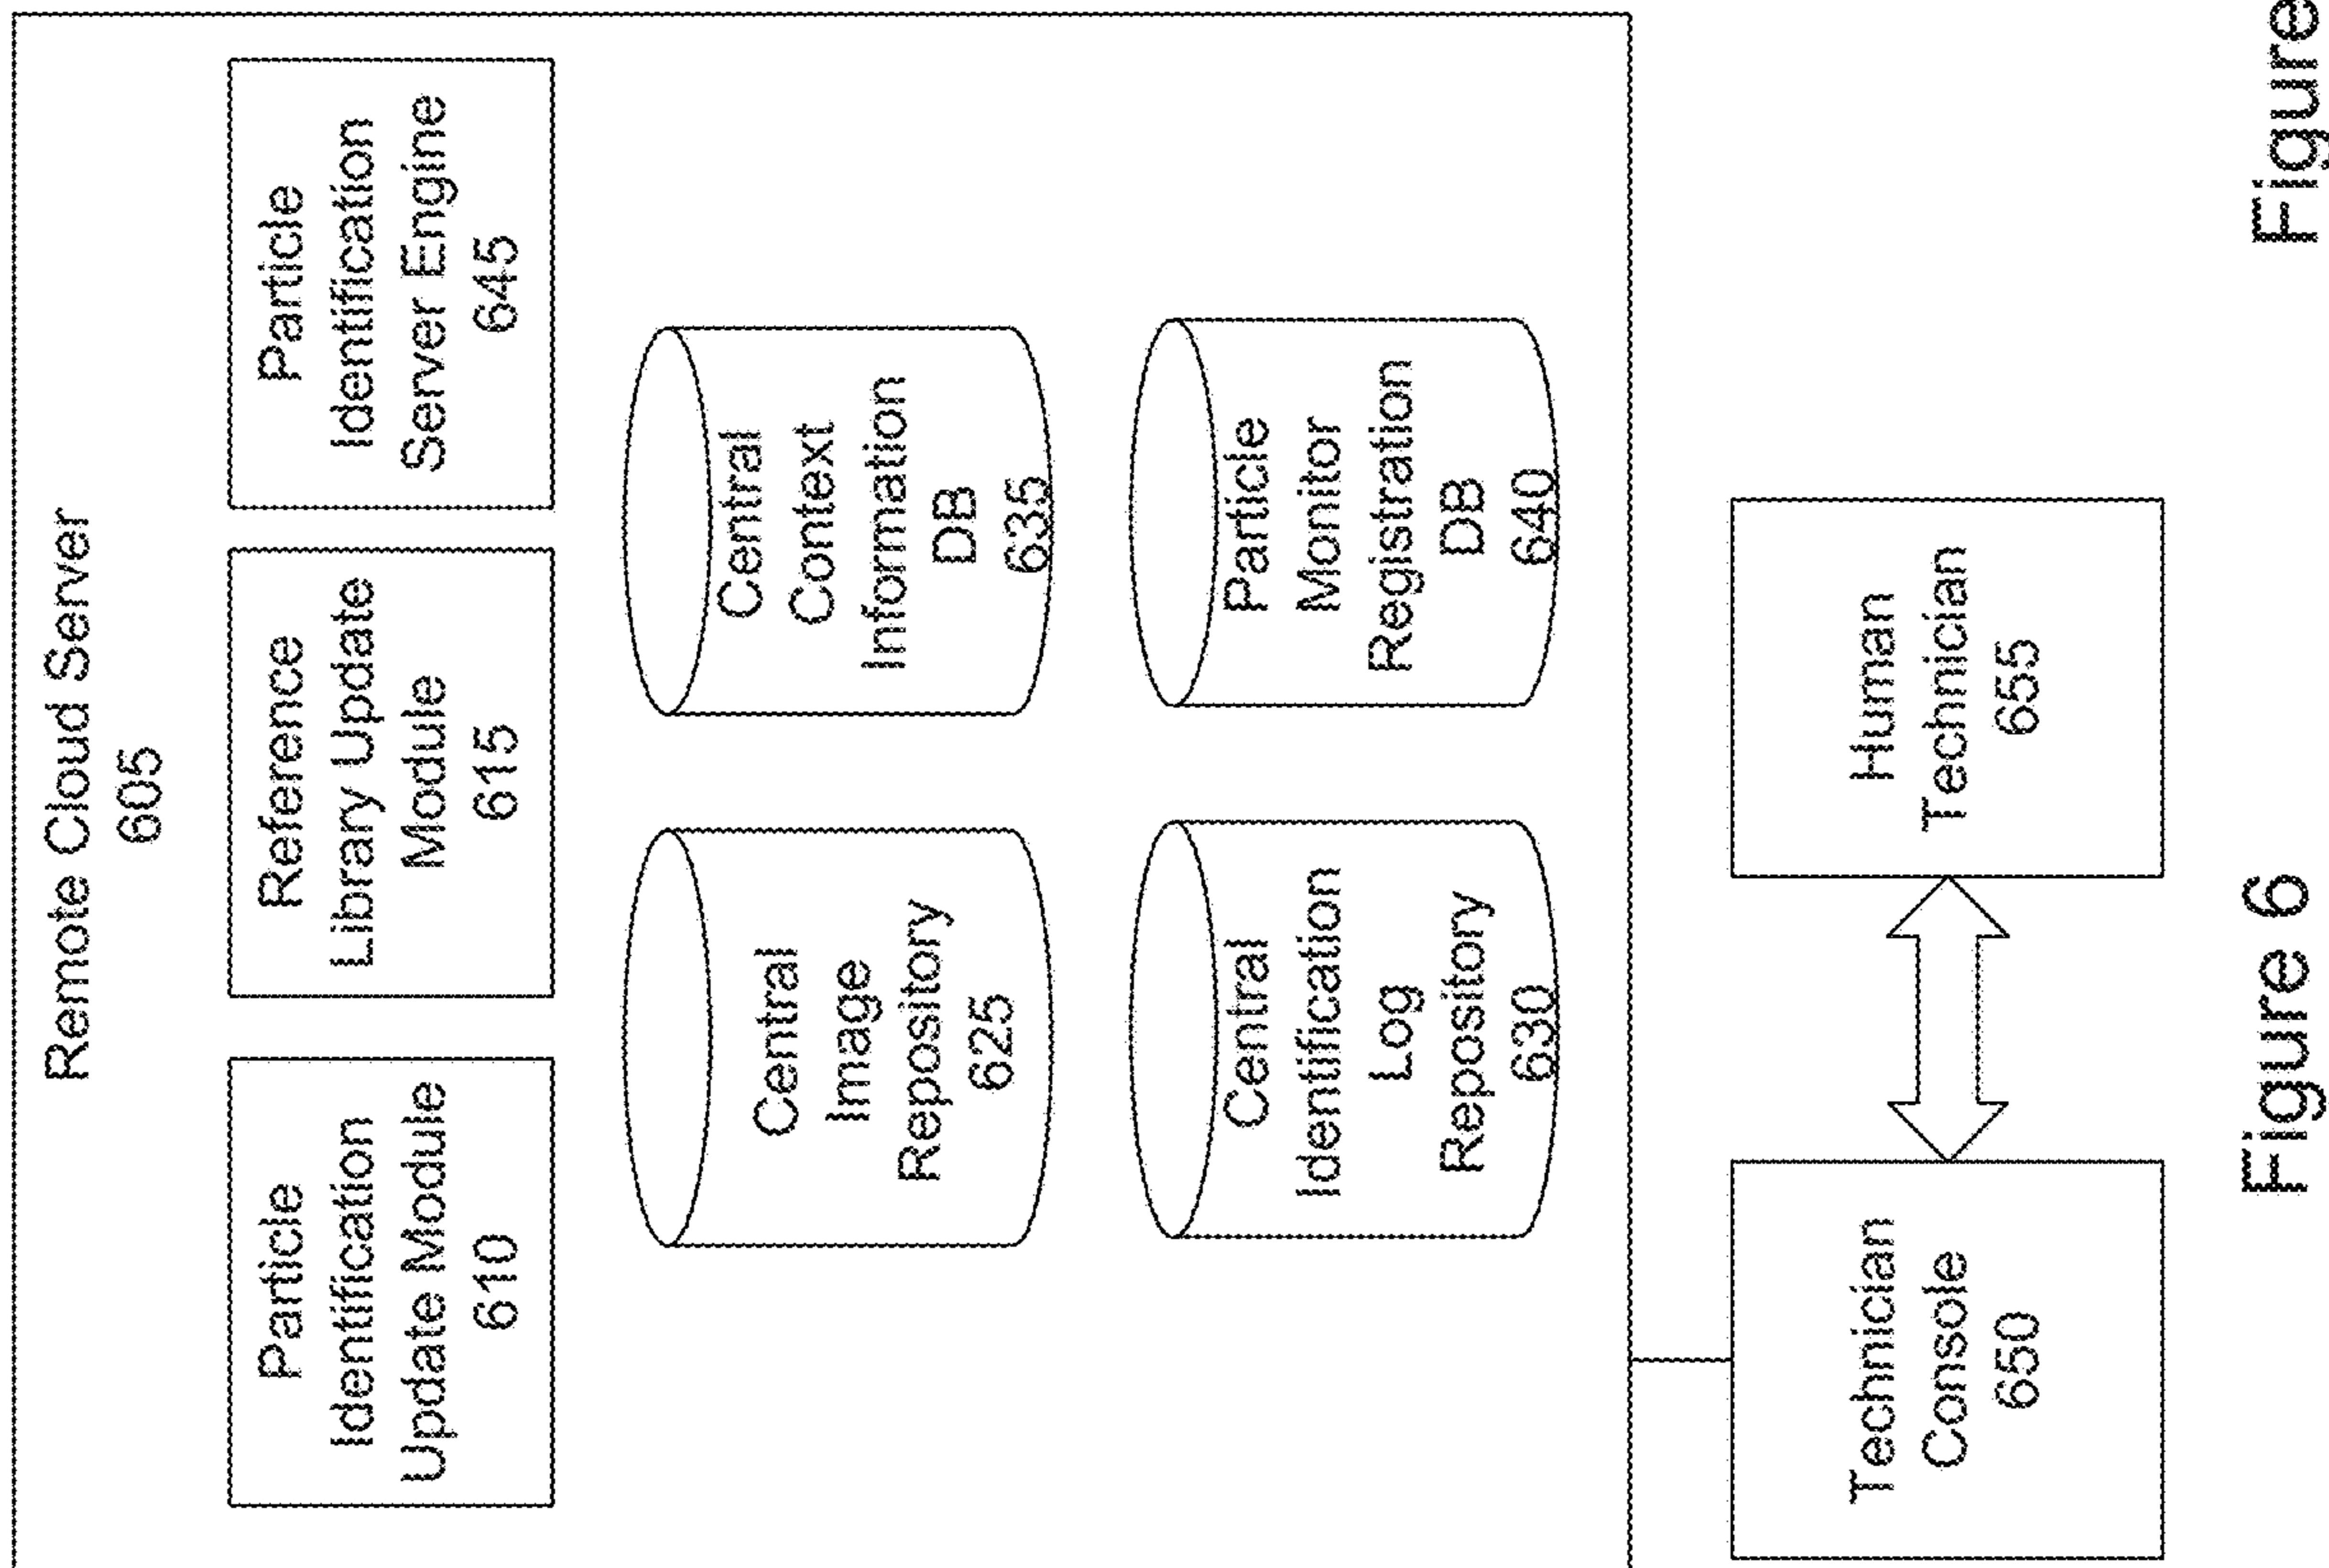 Remote Cloud Server
605
Particle
Identification
Update Module
610
Reference
Library Update
Module
615
Particle
Identification
Server Engine
645
Central
Image
Repository
625
Central
Context
Information
DB
635
Central
Identification
Log
Repository
630
Particle
Monitor
Registration
DB
640
Technician
Console
650
Human
Technician
655
Figure 6
Figure